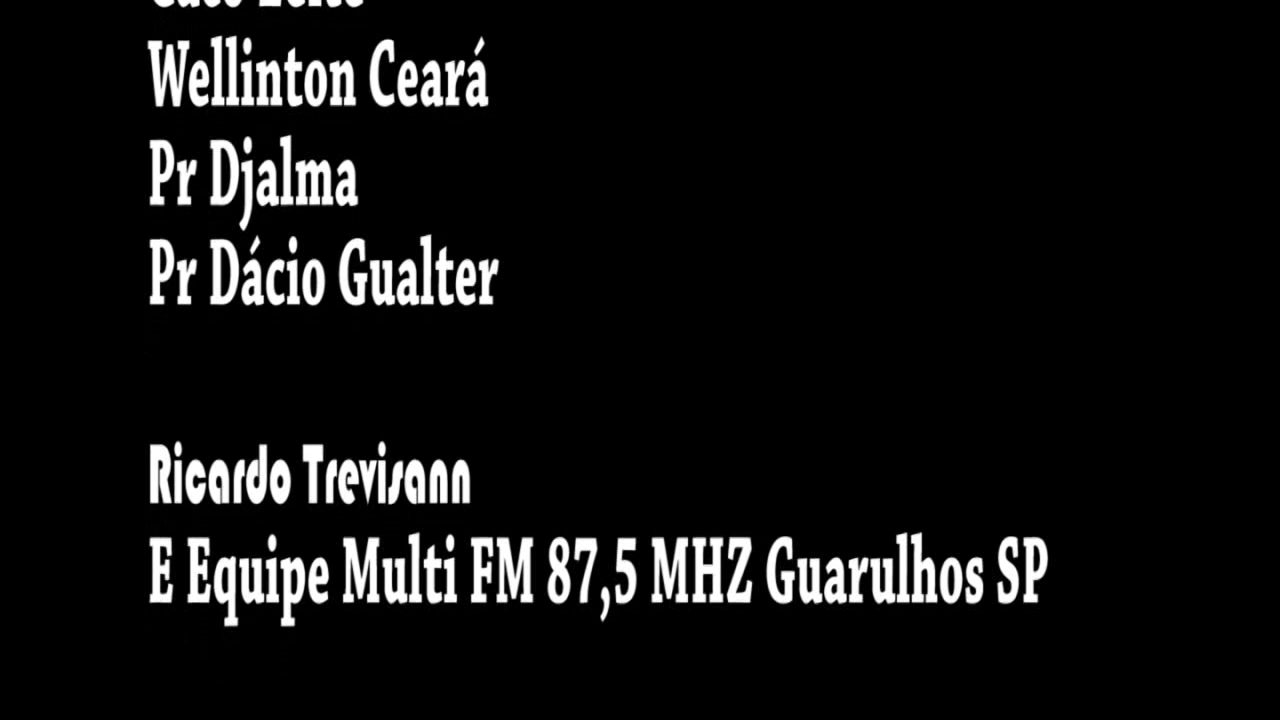 Wellinton Ceará
Pr Djalma
Pr Dácio Gualter
Ricardo Trevisann
E Equipe Multi FM 87,5 MHZ Guarulhos SP